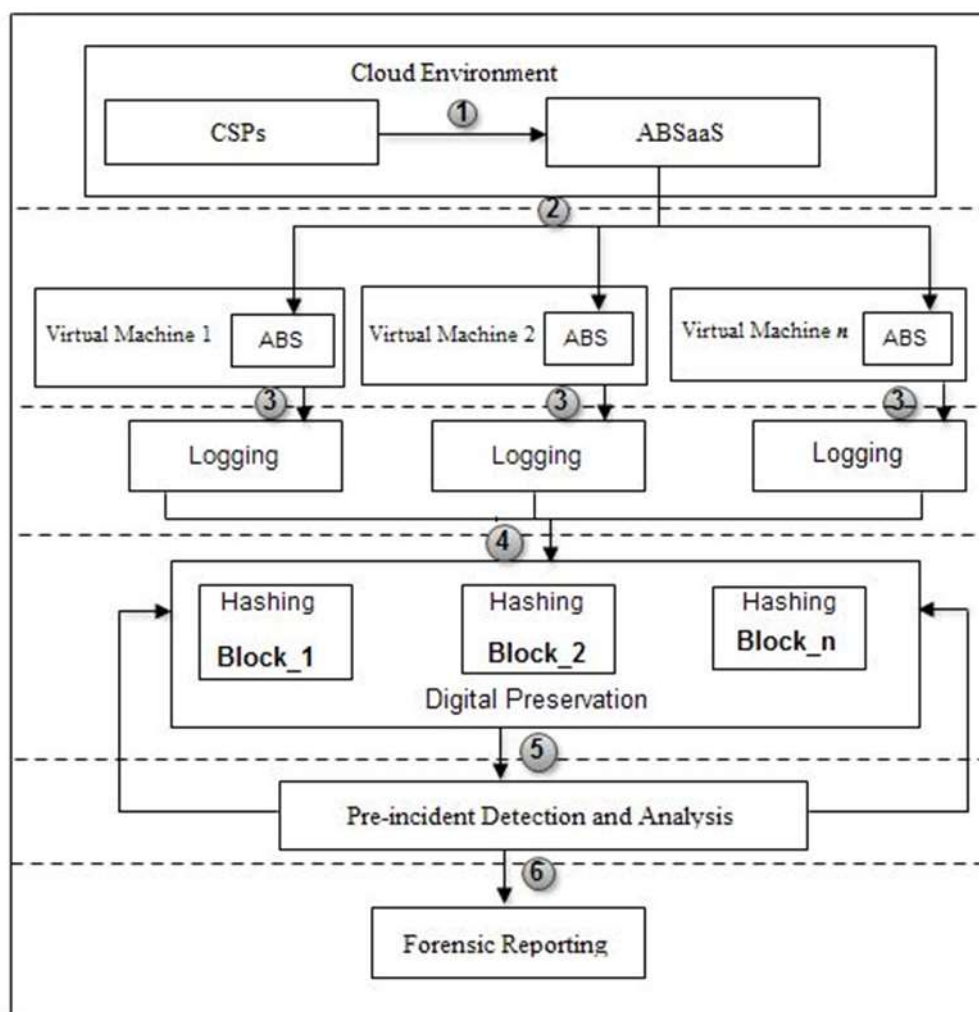 Cloud Environment
1
CSPs
ABSaaS
2
Virtual Machine 1
ABS
Virtual Machine 2
ABS
Virtual Machine n
ABS
3
3
3
Logging
Logging
Logging
4
Hashing
Block_1
Hashing
Block_2
Hashing
Block_n
Digital Preservation
5
Pre-incident Detection and Analysis
6
Forensic Reporting